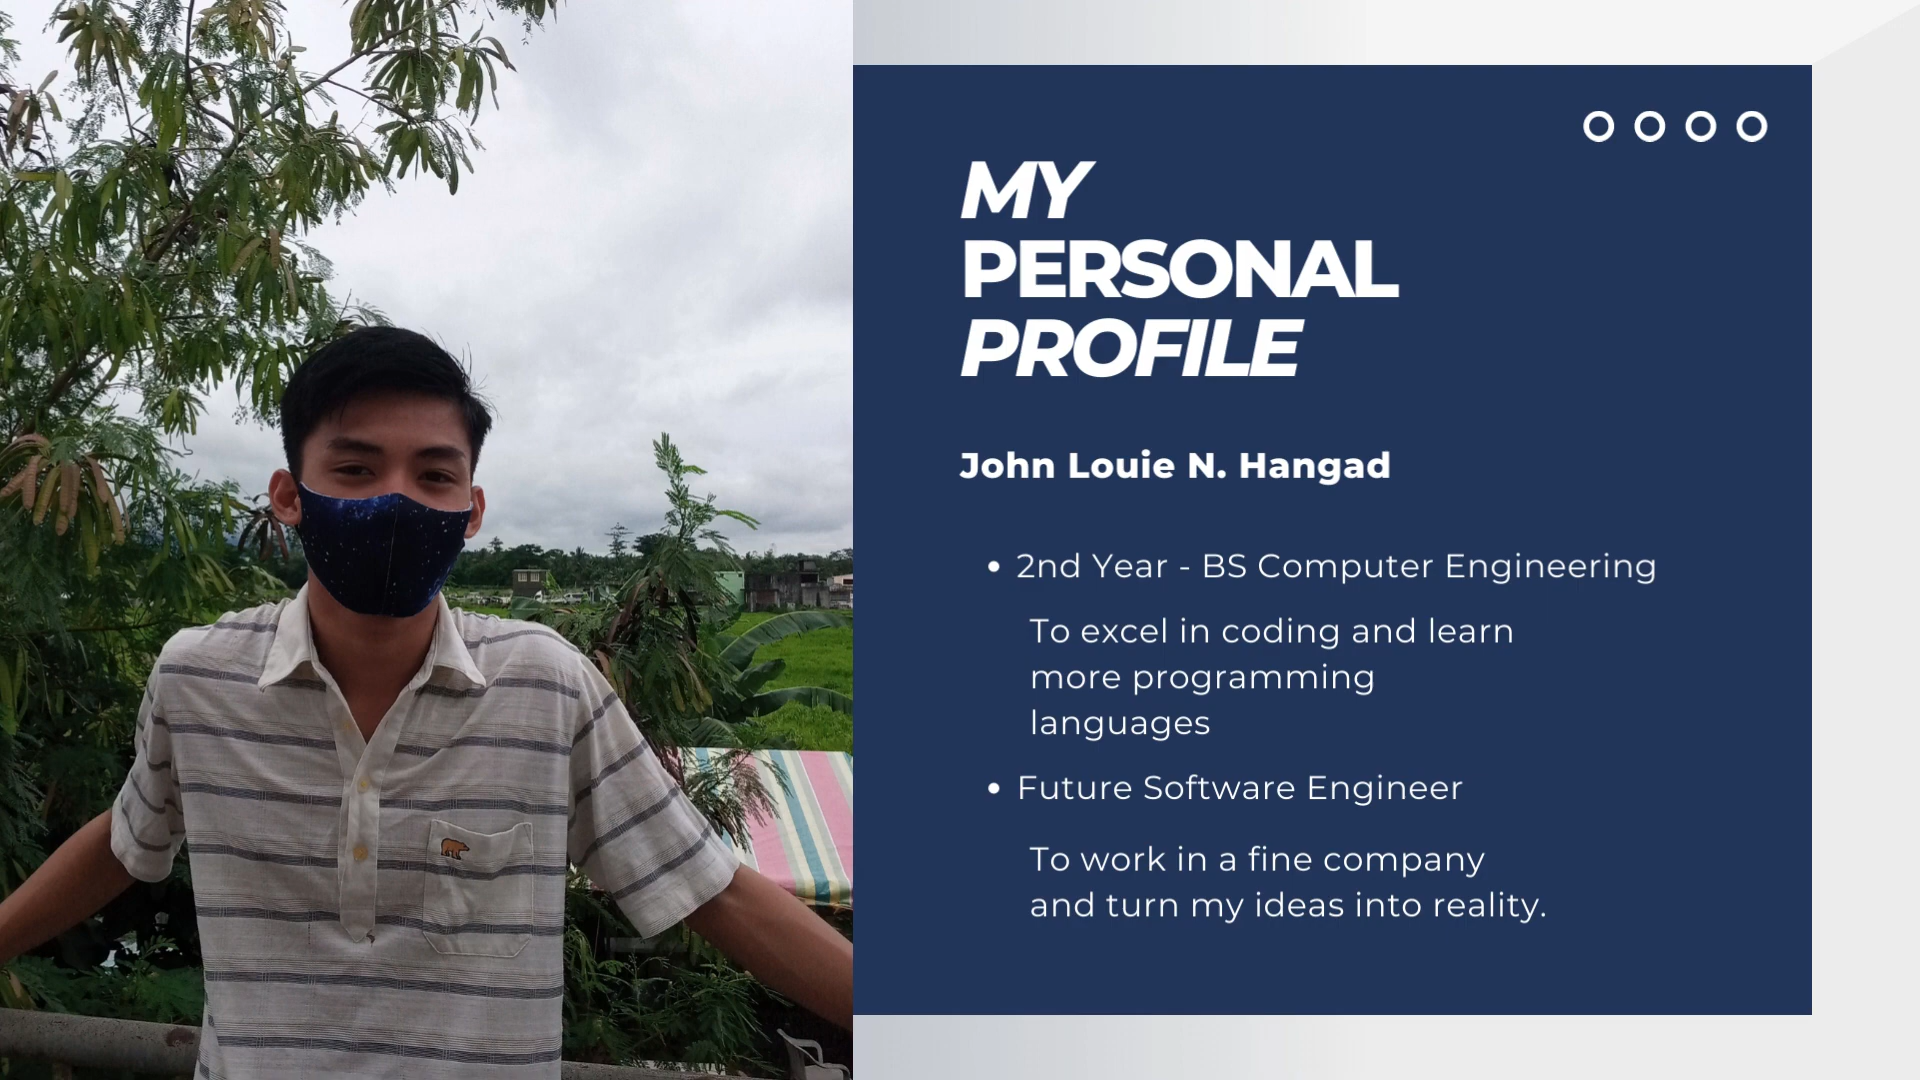 MY
PERSONAL
PROFILE
John Louie N. Hangad
• 2nd Year - BS Computer Engineering
To excel in coding and learn
more programming
languages
• Future Software Engineer
To work in a fine company
and turn my ideas into reality.